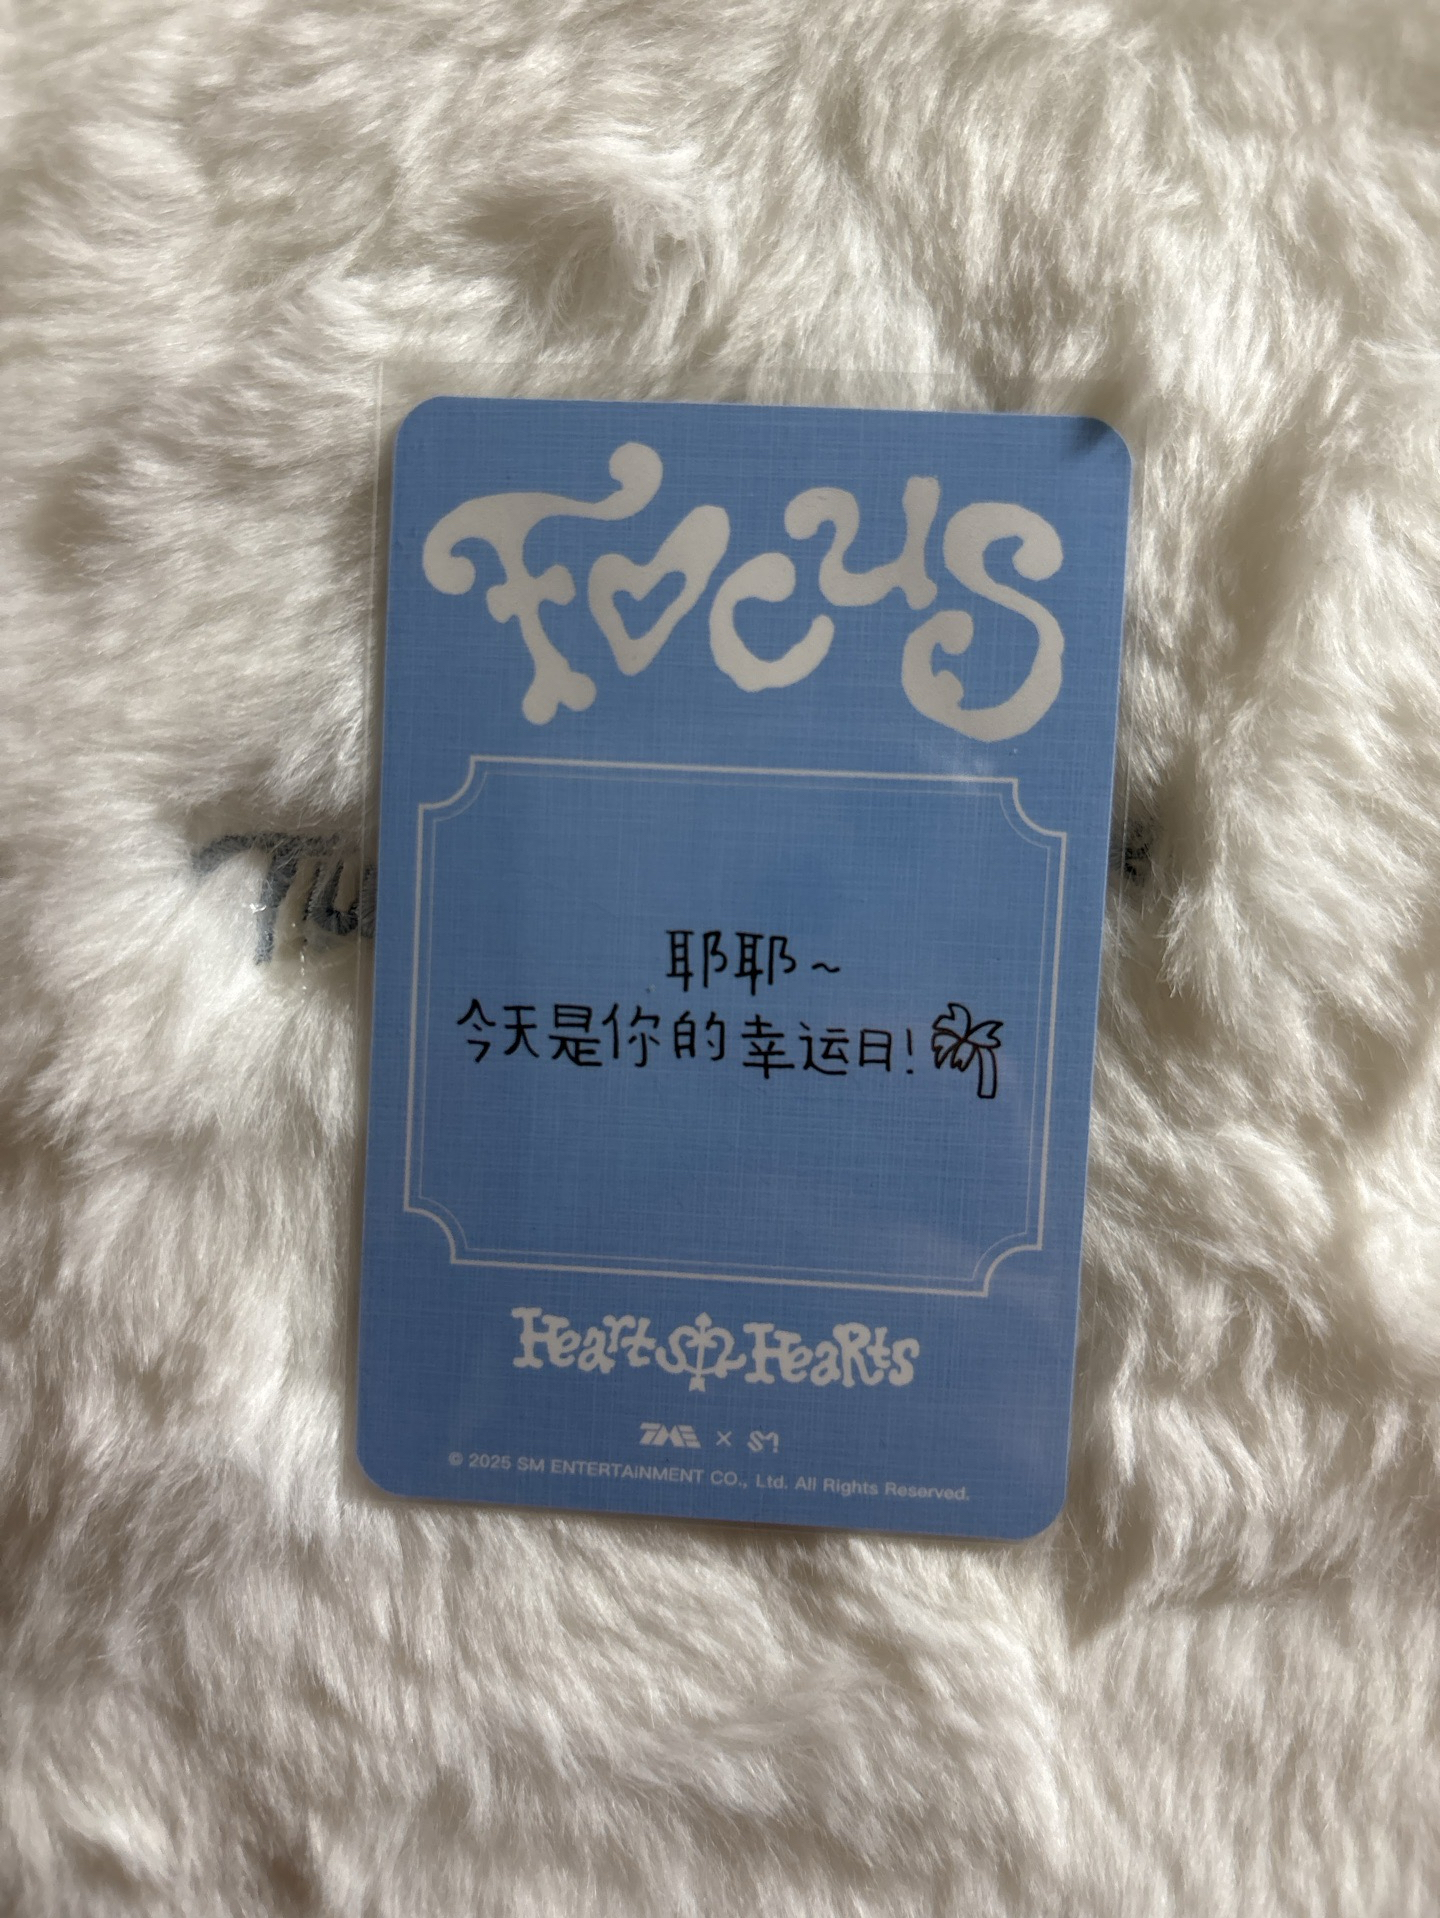 FOCUS
耶耶~
今天是你的幸运日!
Hearts2Hearts
TME × SM
© 2025 SM ENTERTAiNMENT CO., Ltd. All Rights Reserved.